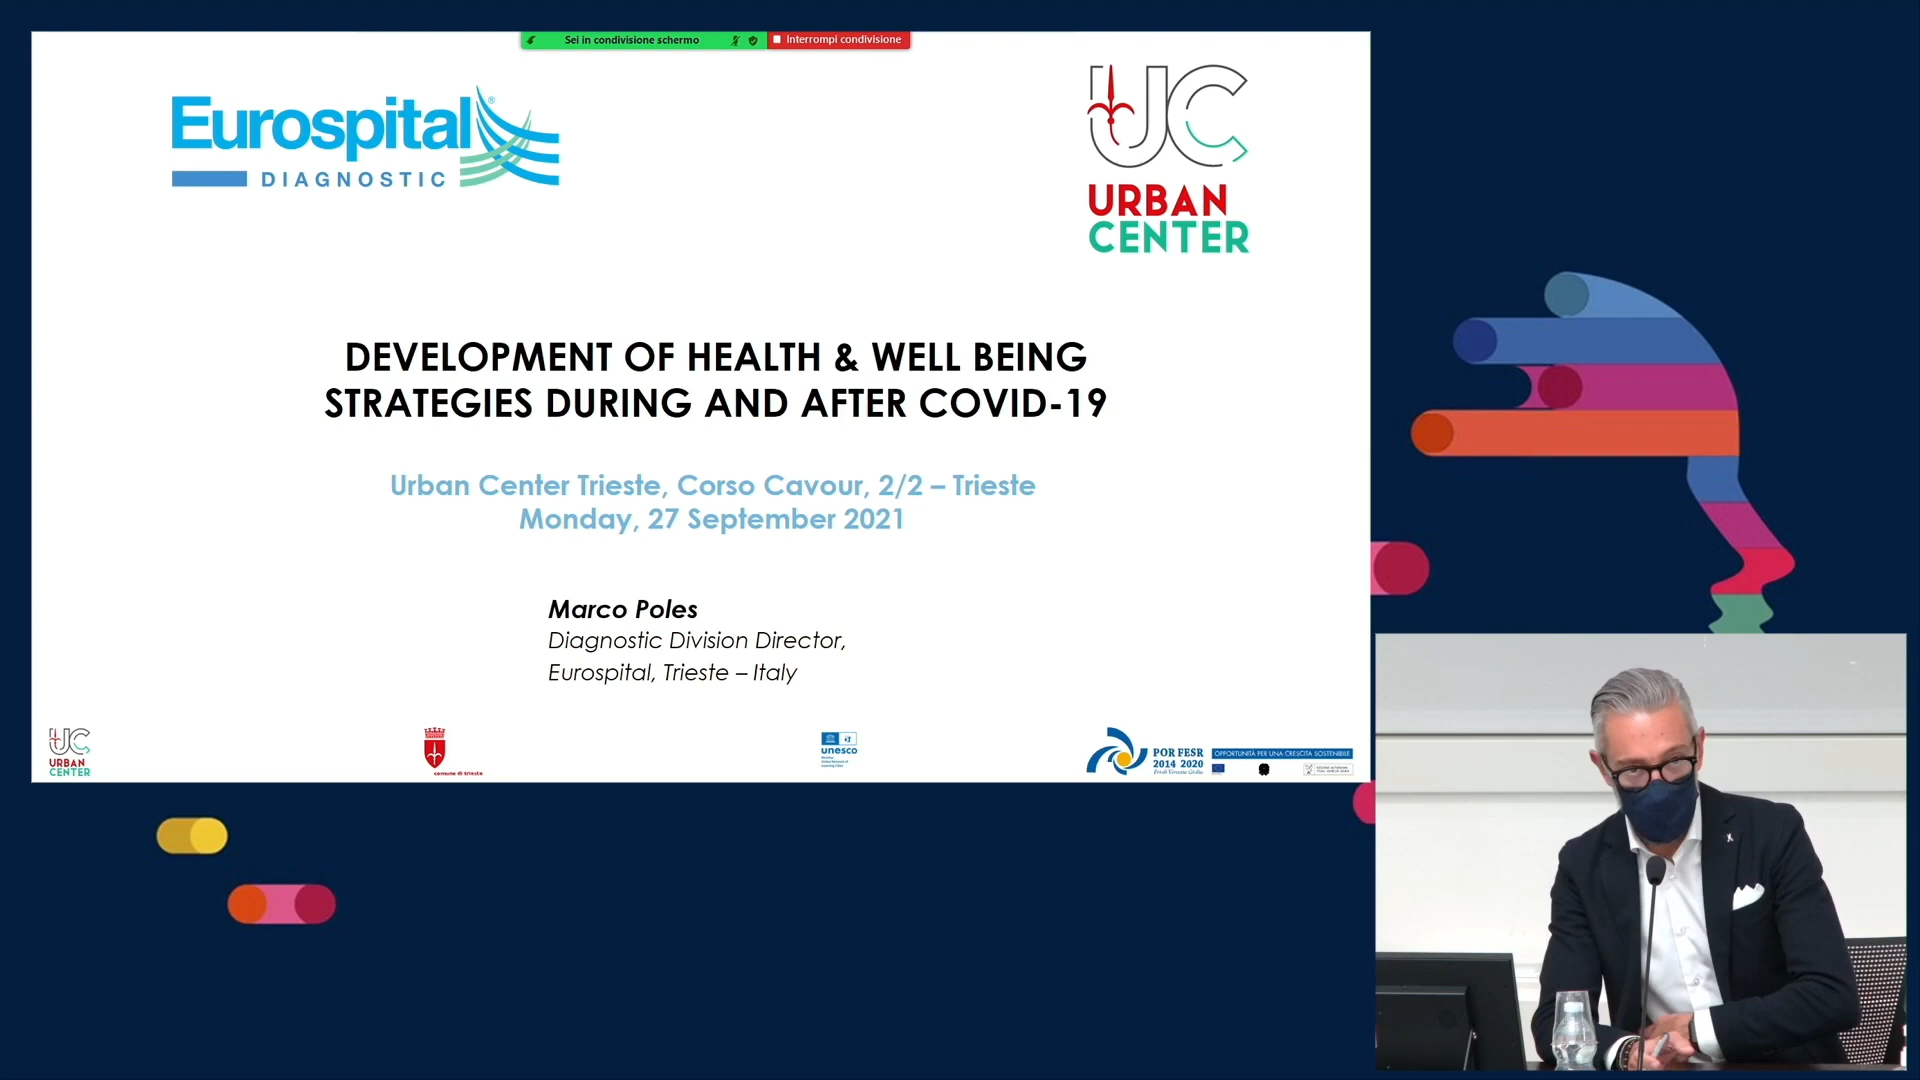 Sei in condivisione schermo
Interrompi condivisione
Eurospital®
DIAGNOSTIC
UC
URBAN
CENTER
DEVELOPMENT OF HEALTH & WELL BEING
STRATEGIES DURING AND AFTER COVID-19
Urban Center Trieste, Corso Cavour, 2/2 – Trieste
Monday, 27 September 2021
Marco Poles
Diagnostic Division Director,
Eurospital, Trieste – Italy
UC
URBAN
CENTER
comune di trieste
unesco
POR FESR
2014 2020
OPPORTUNITÀ PER UNA CRESCITA SOSTENIBILE